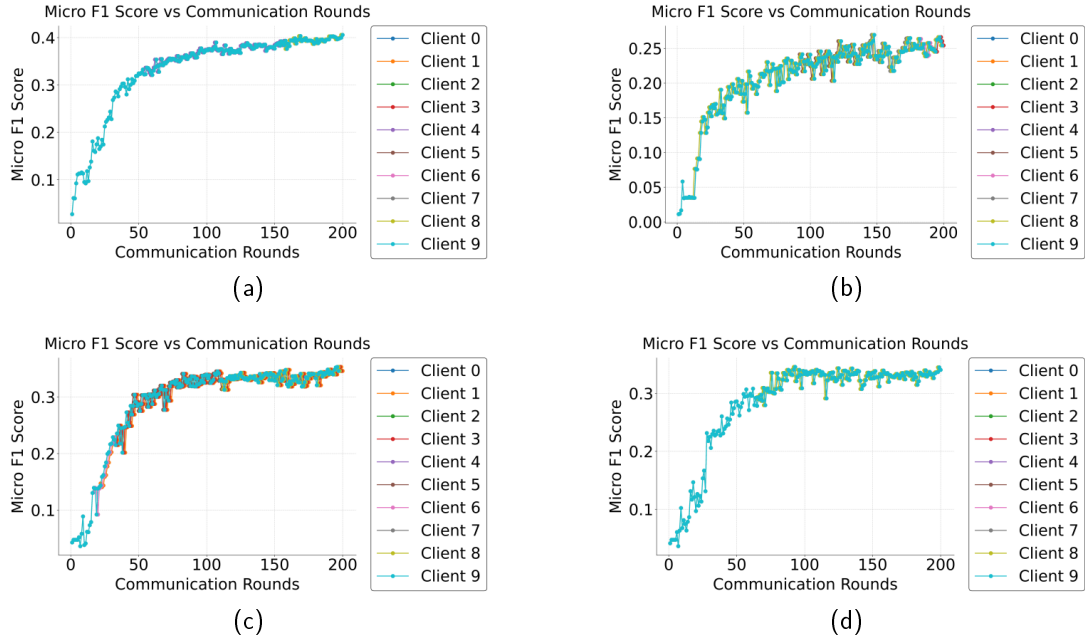 Micro F1 Score vs Communication Rounds
Micro F1 Score
0.4
0.3
0.2
0.1
0
50
100
150
200
Communication Rounds
Client 0
Client 1
Client 2
Client 3
Client 4
Client 5
Client 6
Client 7
Client 8
Client 9
(a)
Micro F1 Score vs Communication Rounds
Micro F1 Score
0.25
0.20
0.15
0.10
0.05
0.00
0
50
100
150
200
Communication Rounds
Client 0
Client 1
Client 2
Client 3
Client 4
Client 5
Client 6
Client 7
Client 8
Client 9
(b)
Micro F1 Score vs Communication Rounds
Micro F1 Score
0.3
0.2
0.1
0
50
100
150
200
Communication Rounds
Client 0
Client 1
Client 2
Client 3
Client 4
Client 5
Client 6
Client 7
Client 8
Client 9
(c)
Micro F1 Score vs Communication Rounds
Micro F1 Score
0.3
0.2
0.1
0
50
100
150
200
Communication Rounds
Client 0
Client 1
Client 2
Client 3
Client 4
Client 5
Client 6
Client 7
Client 8
Client 9
(d)